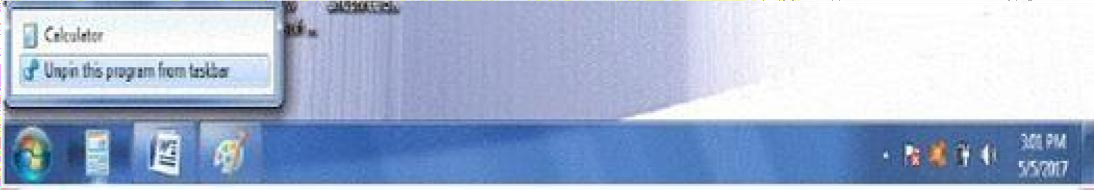 Calculator
Unpin this program from taskbar
3:01 PM
5/5/2017